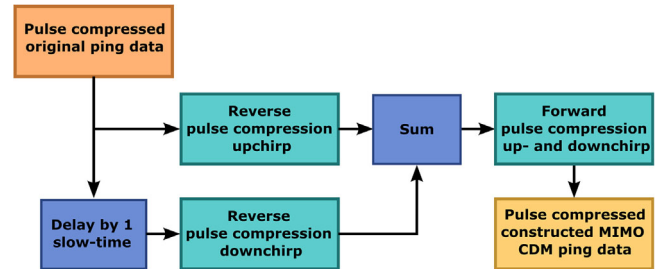 Pulse compressed
original ping data
Reverse
pulse compression
upchirp
Sum
Forward
pulse compression
up- and downchirp
Delay by 1
slow-time
Reverse
pulse compression
downchirp
Pulse compressed
constructed MIMO
CDM ping data